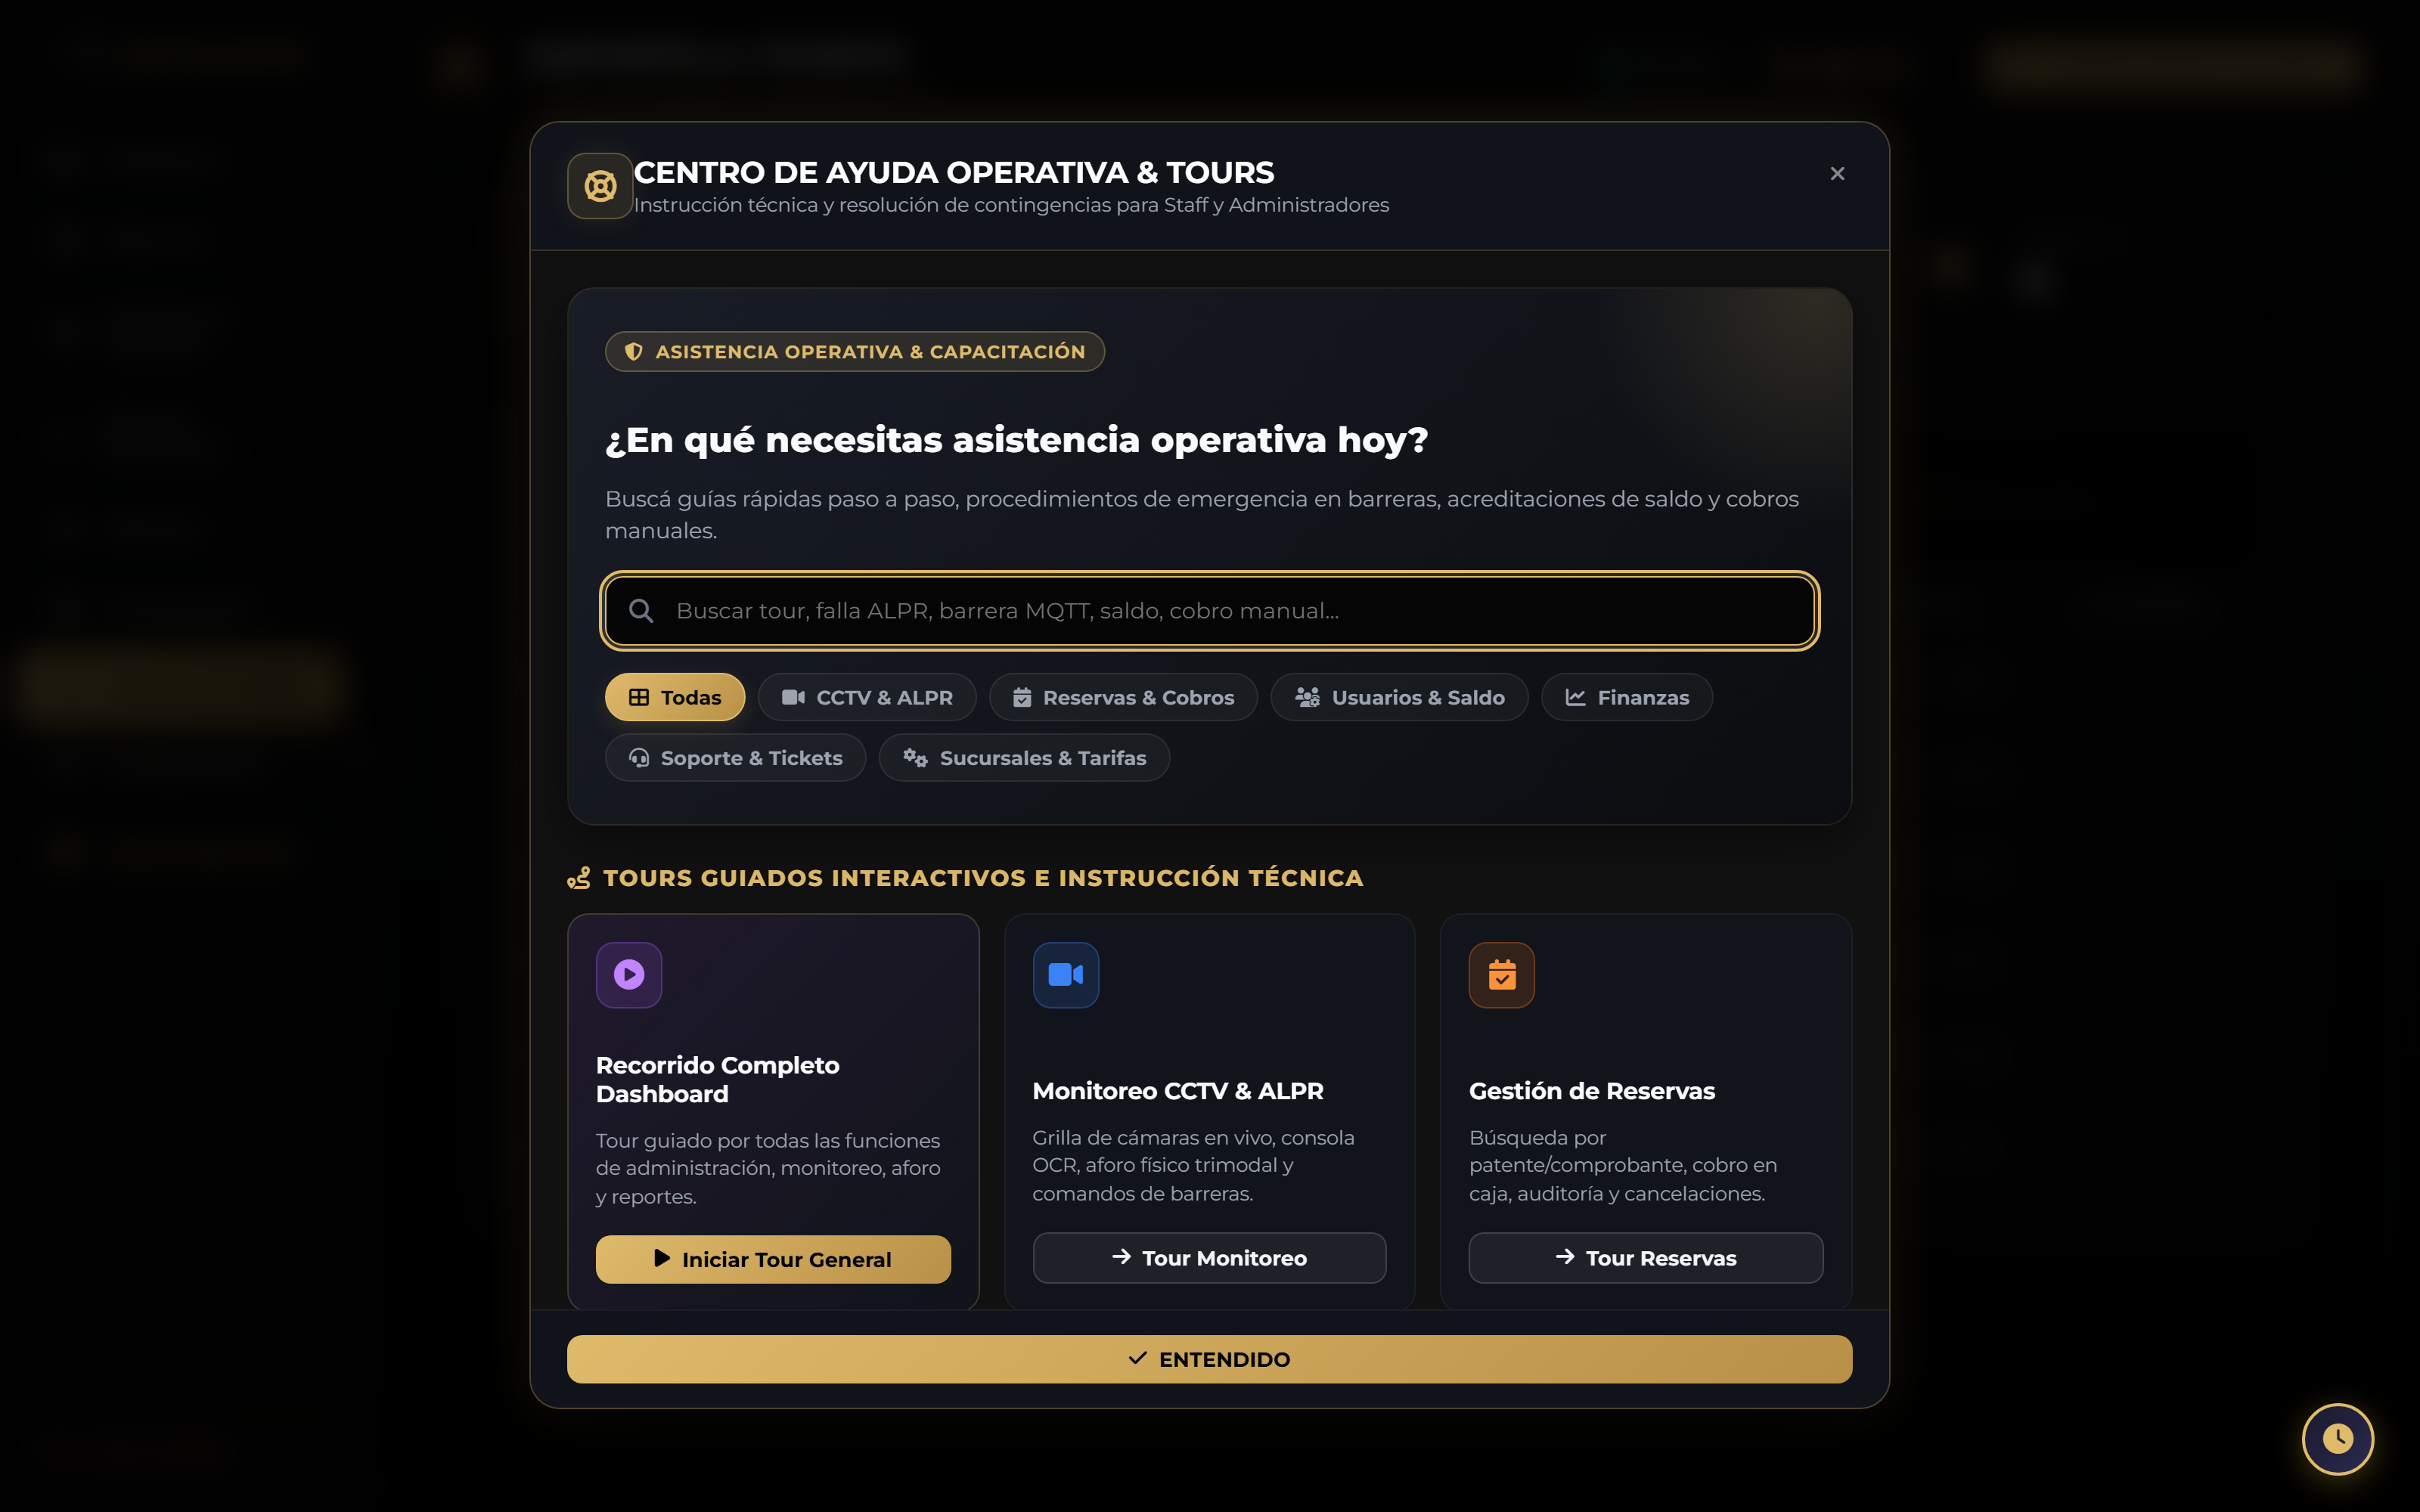 CENTRO DE AYUDA OPERATIVA & TOURS
Instrucción técnica y resolución de contingencias para Staff y Administradores
ASISTENCIA OPERATIVA & CAPACITACIÓN
¿En qué necesitas asistencia operativa hoy?
Buscá guías rápidas paso a paso, procedimientos de emergencia en barreras, acreditaciones de saldo y cobros
manuales.
Buscar tour, falla ALPR, barrera MQTT, saldo, cobro manual...
Todas
CCTV & ALPR
Reservas & Cobros
Usuarios & Saldo
Finanzas
Soporte & Tickets
Sucursales & Tarifas
TOURS GUIADOS INTERACTIVOS E INSTRUCCIÓN TÉCNICA
Recorrido Completo
Dashboard
Tour guiado por todas las funciones
de administración, monitoreo, aforo
y reportes.
Iniciar Tour General
Monitoreo CCTV & ALPR
Grilla de cámaras en vivo, consola
OCR, aforo físico trimodal y
comandos de barreras.
Tour Monitoreo
Gestión de Reservas
Búsqueda por
patente/comprobante, cobro en
caja, auditoría y cancelaciones.
Tour Reservas
ENTENDIDO